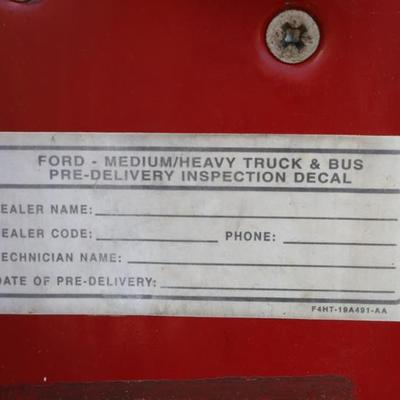 FORD - MEDIUM/HEAVY TRUCK & BUS
PRE-DELIVERY INSPECTION DECAL
EALER NAME:
EALER CODE: PHONE:
ECHNICIAN NAME:
DATE OF PRE-DELIVERY:
F4HT-19A491-AA